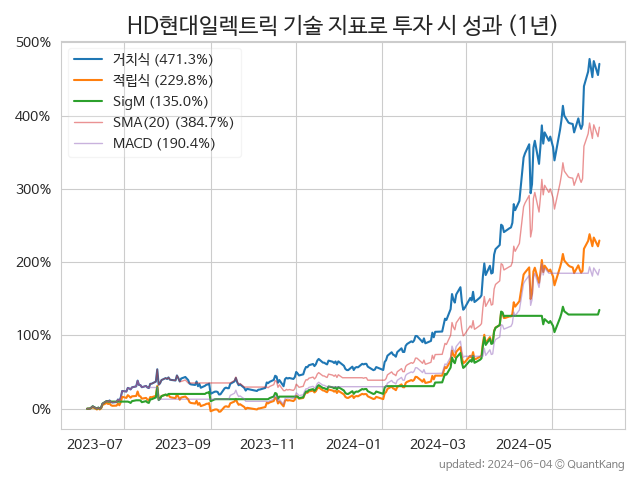 HD현대일렉트릭 기술 지표로 투자 시 성과 (1년)
500%
400%
300%
200%
100%
0%
거치식 (471.3%)
적립식 (229.8%)
SigM (135.0%)
SMA(20) (384.7%)
MACD (190.4%)
2023-07 2023-09 2023-11 2024-01 2024-03 2024-05
updated: 2024-06-04 © QuantKang